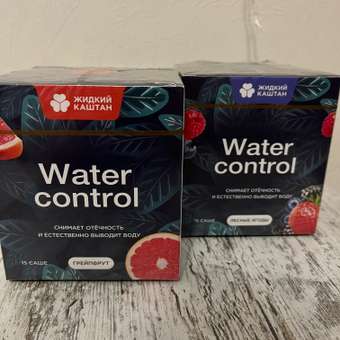 ЖИДКИЙ
КАШТАН
Water
control
СНИМАЕТ ОТЁЧНОСТЬ
И ЕСТЕСТВЕННО ВЫВОДИТ ВОДУ
15 САШЕ
ГРЕЙПФРУТ
ЖИДКИЙ
КАШТАН
Water
control
СНИМАЕТ ОТЁЧНОСТЬ
И ЕСТЕСТВЕННО ВЫВОДИТ ВОДУ
15 САШЕ
ЛЕСНЫЕ ЯГОДЫ